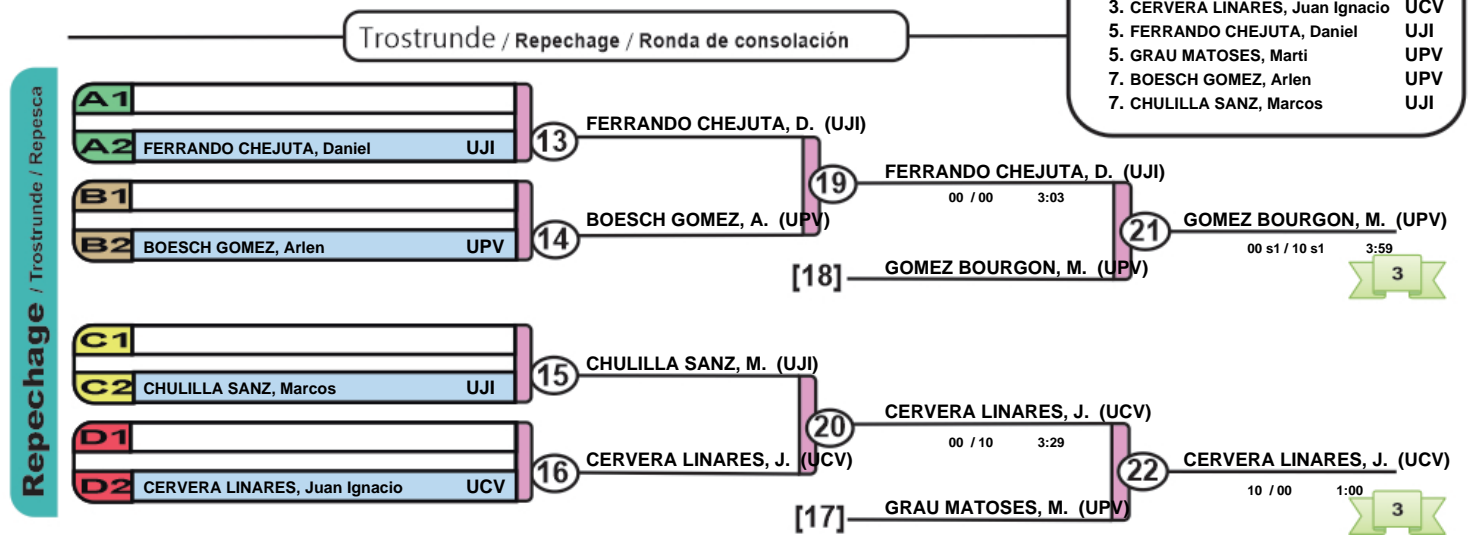 3. CERVERA LINARES, Juan Ignacio UCV
5. FERRANDO CHEJUTA, Daniel UJI
5. GRAU MATOSES, Marti UPV
7. BOESCH GOMEZ, Arlen UPV
7. CHULILLA SANZ, Marcos UJI
Trostrunde / Repechage / Ronda de consolación
Repechage / Trostrunde / Repesca
A1
A2 FERRANDO CHEJUTA, Daniel UJI
13
FERRANDO CHEJUTA, D. (UJI)
B1
B2 BOESCH GOMEZ, Arlen UPV
14
BOESCH GOMEZ, A. (UPV)
19
FERRANDO CHEJUTA, D. (UJI)
00 / 00 3:03
[18]
GOMEZ BOURGON, M. (UPV)
21
GOMEZ BOURGON, M. (UPV)
00 s1 / 10 s1 3:59
3
C1
C2 CHULILLA SANZ, Marcos UJI
15
CHULILLA SANZ, M. (UJI)
D1
D2 CERVERA LINARES, Juan Ignacio UCV
16
CERVERA LINARES, J. (UCV)
20
CERVERA LINARES, J. (UCV)
00 / 10 3:29
[17]
GRAU MATOSES, M. (UPV)
22
CERVERA LINARES, J. (UCV)
10 / 00 1:00
3